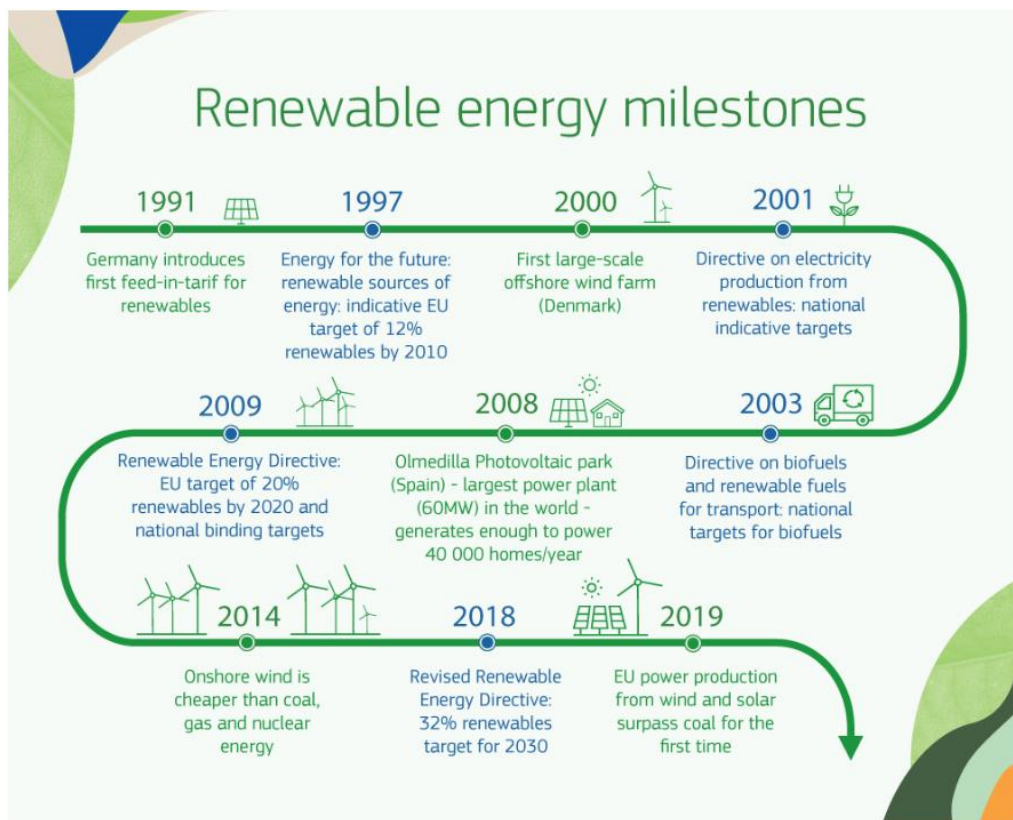 Renewable energy milestones
1991
Germany introduces
first feed-in-tarif for
renewables
1997
Energy for the future:
renewable sources of
energy: indicative EU
target of 12%
renewables by 2010
2000
First large-scale
offshore wind farm
(Denmark)
2001
Directive on electricity
production from
renewables: national
indicative targets
2003
Directive on biofuels
and renewable fuels
for transport: national
targets for biofuels
2008
Olmedilla Photovoltaic park
(Spain) - largest power plant
(60MW) in the world -
generates enough to power
40 000 homes/year
2009
Renewable Energy Directive:
EU target of 20%
renewables by 2020 and
national binding targets
2014
Onshore wind is
cheaper than coal,
gas and nuclear
energy
2018
Revised Renewable
Energy Directive:
32% renewables
target for 2030
2019
EU power production
from wind and solar
surpass coal for the
first time